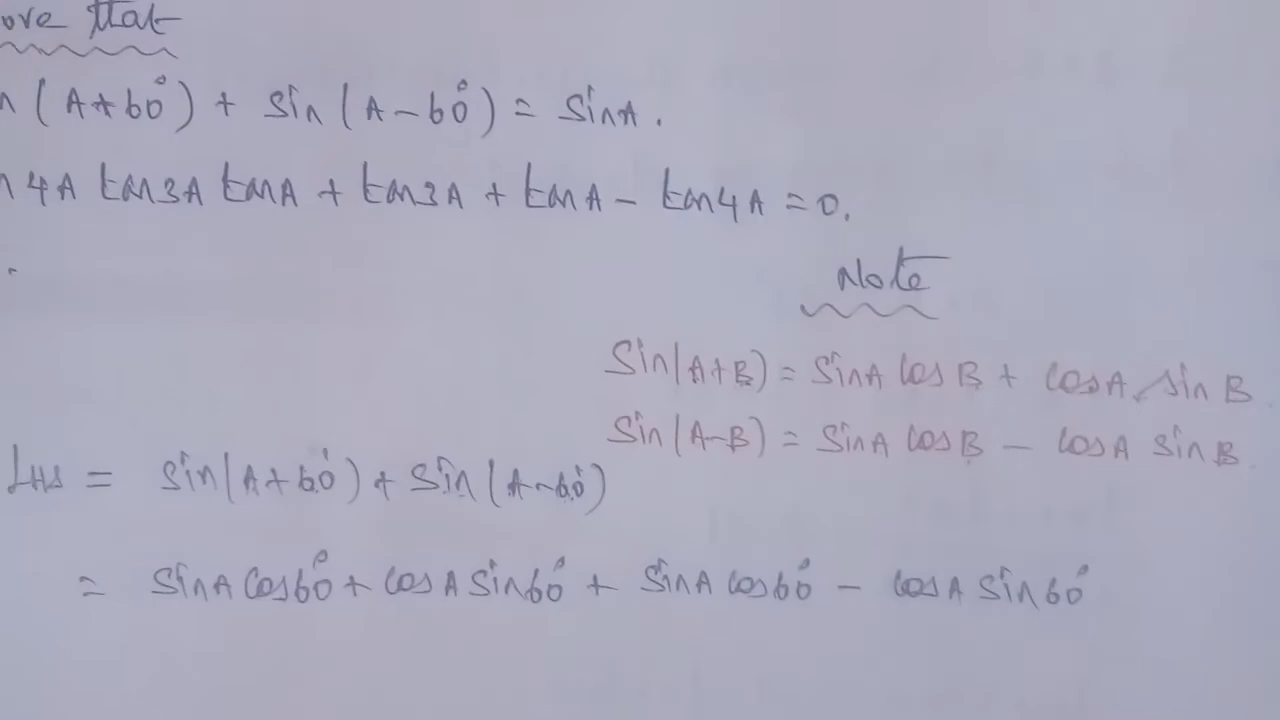 ove that
n (A+60°) + sin (A-60°) = sinA.
n 4A tan3A tanA + tan3A + tanA - tan4A = 0.
Note
Sin(A+B) = sinA cosB + cosA sinB.
Sin(A-B) = sinA cosB - cosA sinB.
LHS = sin(A+60°) + sin(A-60°)
= sinA cos60° + cosA sin60° + sinA cos60° - cosA sin60°